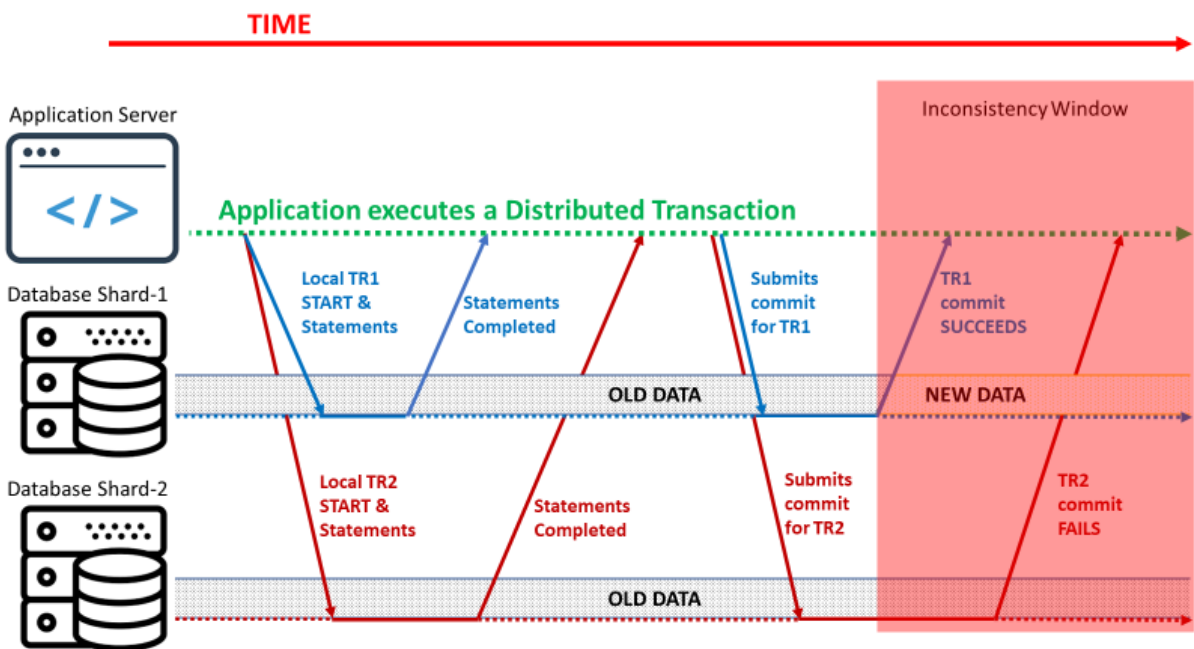 TIME
Application Server
Inconsistency Window
</>
Application executes a Distributed Transaction
Database Shard-1
Local TR1
START &
Statements
Statements
Completed
Submits
commit
for TR1
TR1
commit
SUCCEEDS
OLD DATA
NEW DATA
Database Shard-2
Local TR2
START &
Statements
Statements
Completed
Submits
commit
for TR2
TR2
commit
FAILS
OLD DATA